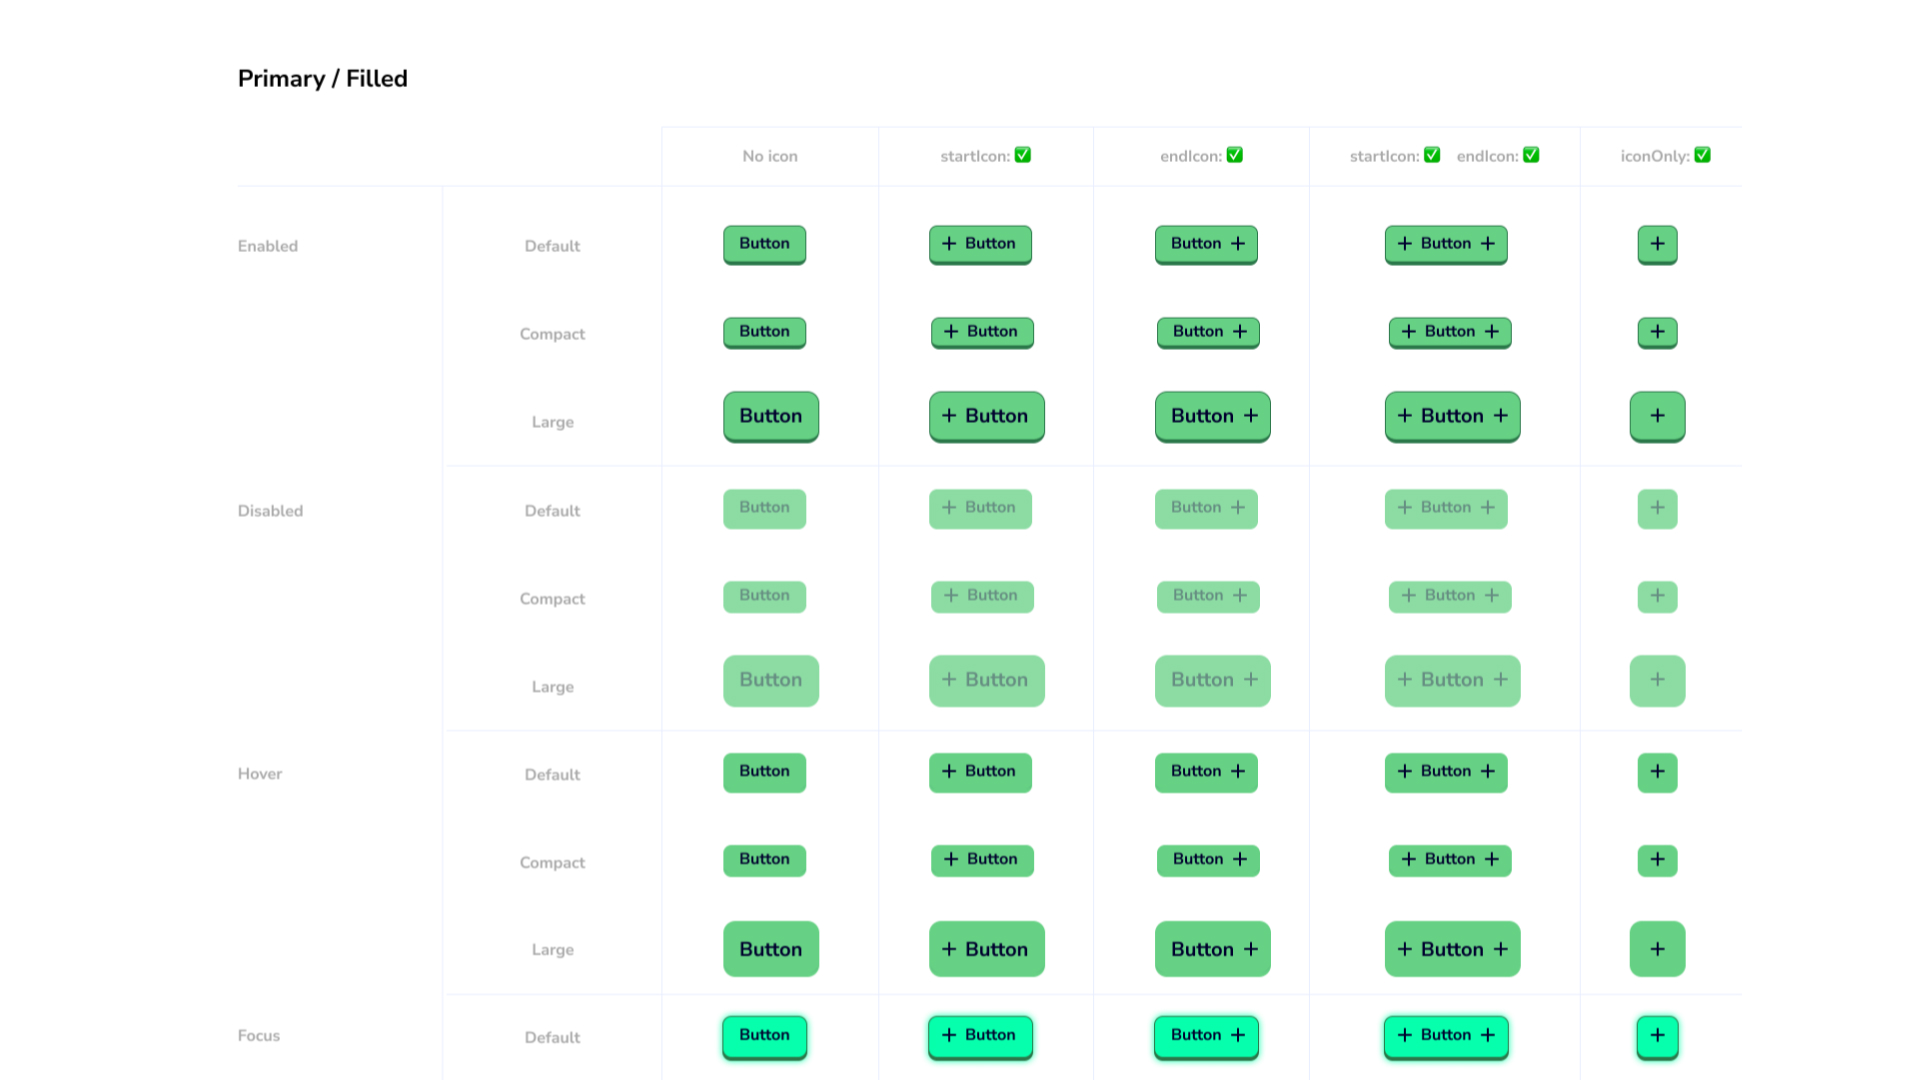 Primary / Filled
No icon startIcon: ✅ endIcon: ✅ startIcon: ✅ endIcon: ✅ iconOnly: ✅
Enabled Default Button + Button Button + + Button + +
Compact Button + Button Button + + Button + +
Large Button + Button Button + + Button + +
Disabled Default Button + Button Button + + Button + +
Compact Button + Button Button + + Button + +
Large Button + Button Button + + Button + +
Hover Default Button + Button Button + + Button + +
Compact Button + Button Button + + Button + +
Large Button + Button Button + + Button + +
Focus Default Button + Button Button + + Button + +